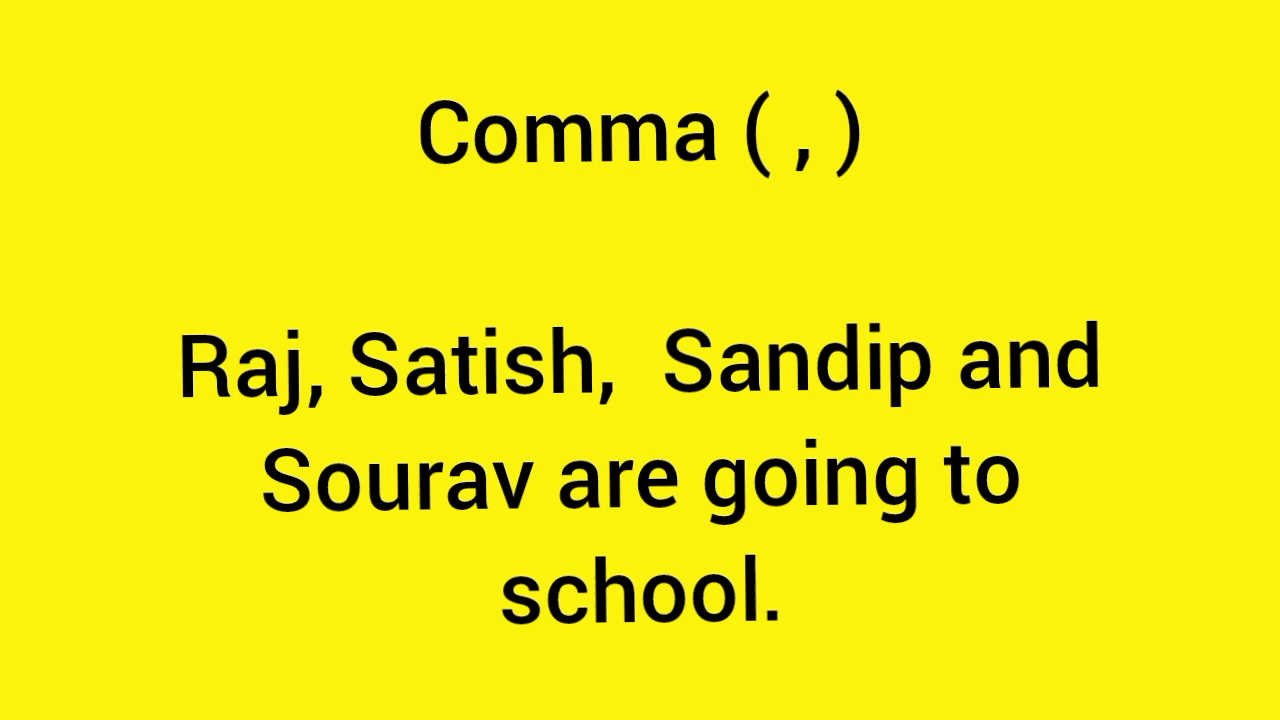 Comma ( , )
Raj, Satish,  Sandip and
Sourav are going to
school.